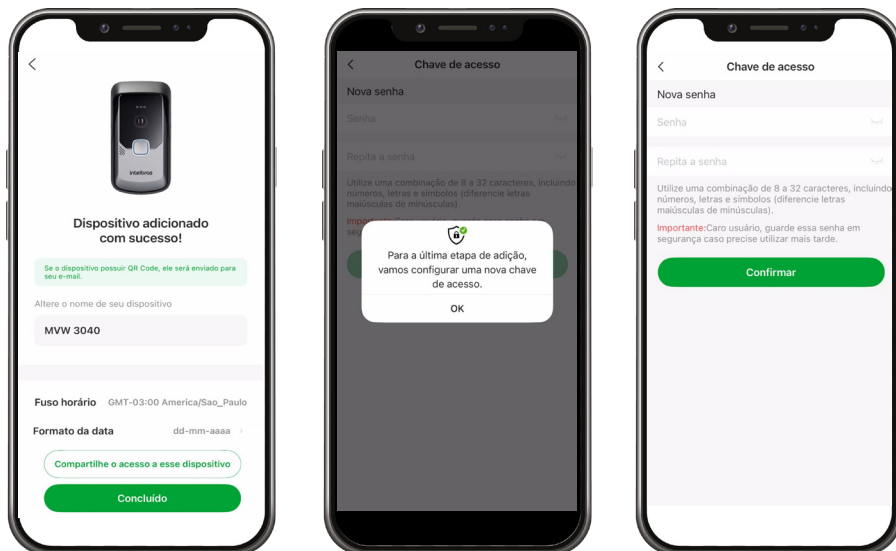 intelbras
Dispositivo adicionado
com sucesso!
Se o dispositivo possuir QR Code, ele será enviado para
seu e-mail.
Altere o nome de seu dispositivo
MVW 3040
Fuso horário GMT-03:00 America/Sao_Paulo
Formato da data dd-mm-aaaa
Compartilhe o acesso a esse dispositivo
Concluído
Chave de acesso
Nova senha
Senha
Repita a senha
Utilize uma combinação de 8 a 32 caracteres, incluindo
números, letras e símbolos (diferencie letras
maiúsculas de minúsculas).
Para a última etapa de adição,
vamos configurar uma nova chave
de acesso.
OK
Chave de acesso
Nova senha
Senha
Repita a senha
Utilize uma combinação de 8 a 32 caracteres, incluindo
números, letras e símbolos (diferencie letras
maiúsculas de minúsculas).
Importante:Caro usuário, guarde essa senha em
segurança caso precise utilizar mais tarde.
Confirmar